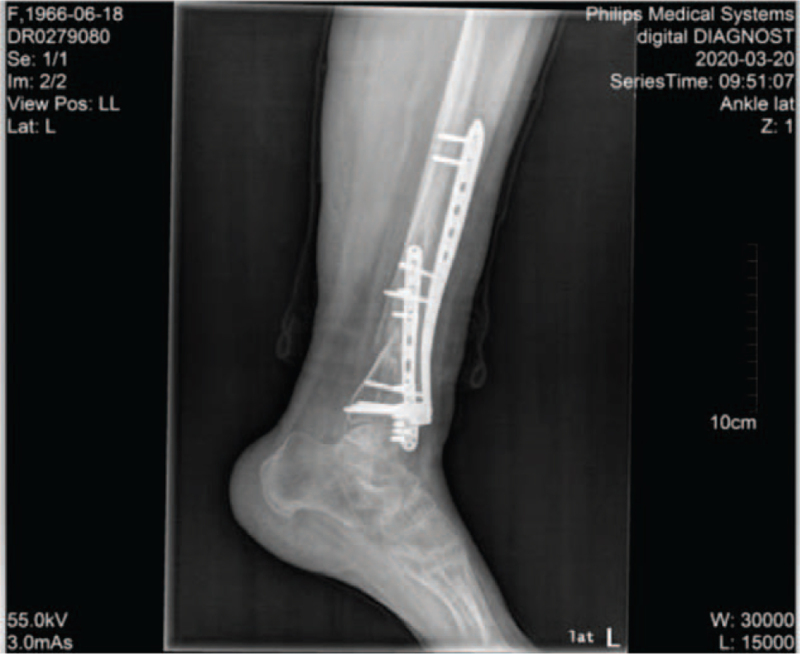 F,1966-06-18
DR0279080
Se: 1/1
Im: 2/2
View Pos: LL
Lat: L
Philips Medical Systems
digital DIAGNOST
2020-03-20
SeriesTime: 09:51:07
Ankle lat
Z: 1
10cm
55.0kV
3.0mAs
lat L
W: 30000
L: 15000